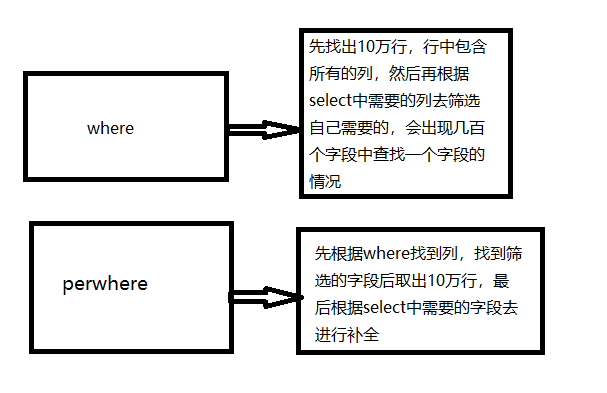 where
先找出10万行，行中包含
所有的列，然后再根据
select中需要的列去筛选
自己需要的，会出现几百
个字段中查找一个字段的
情况
perwhere
先根据where找到列，找到筛
选的字段后取出10万行，最
后根据select中需要的字段去
进行补全